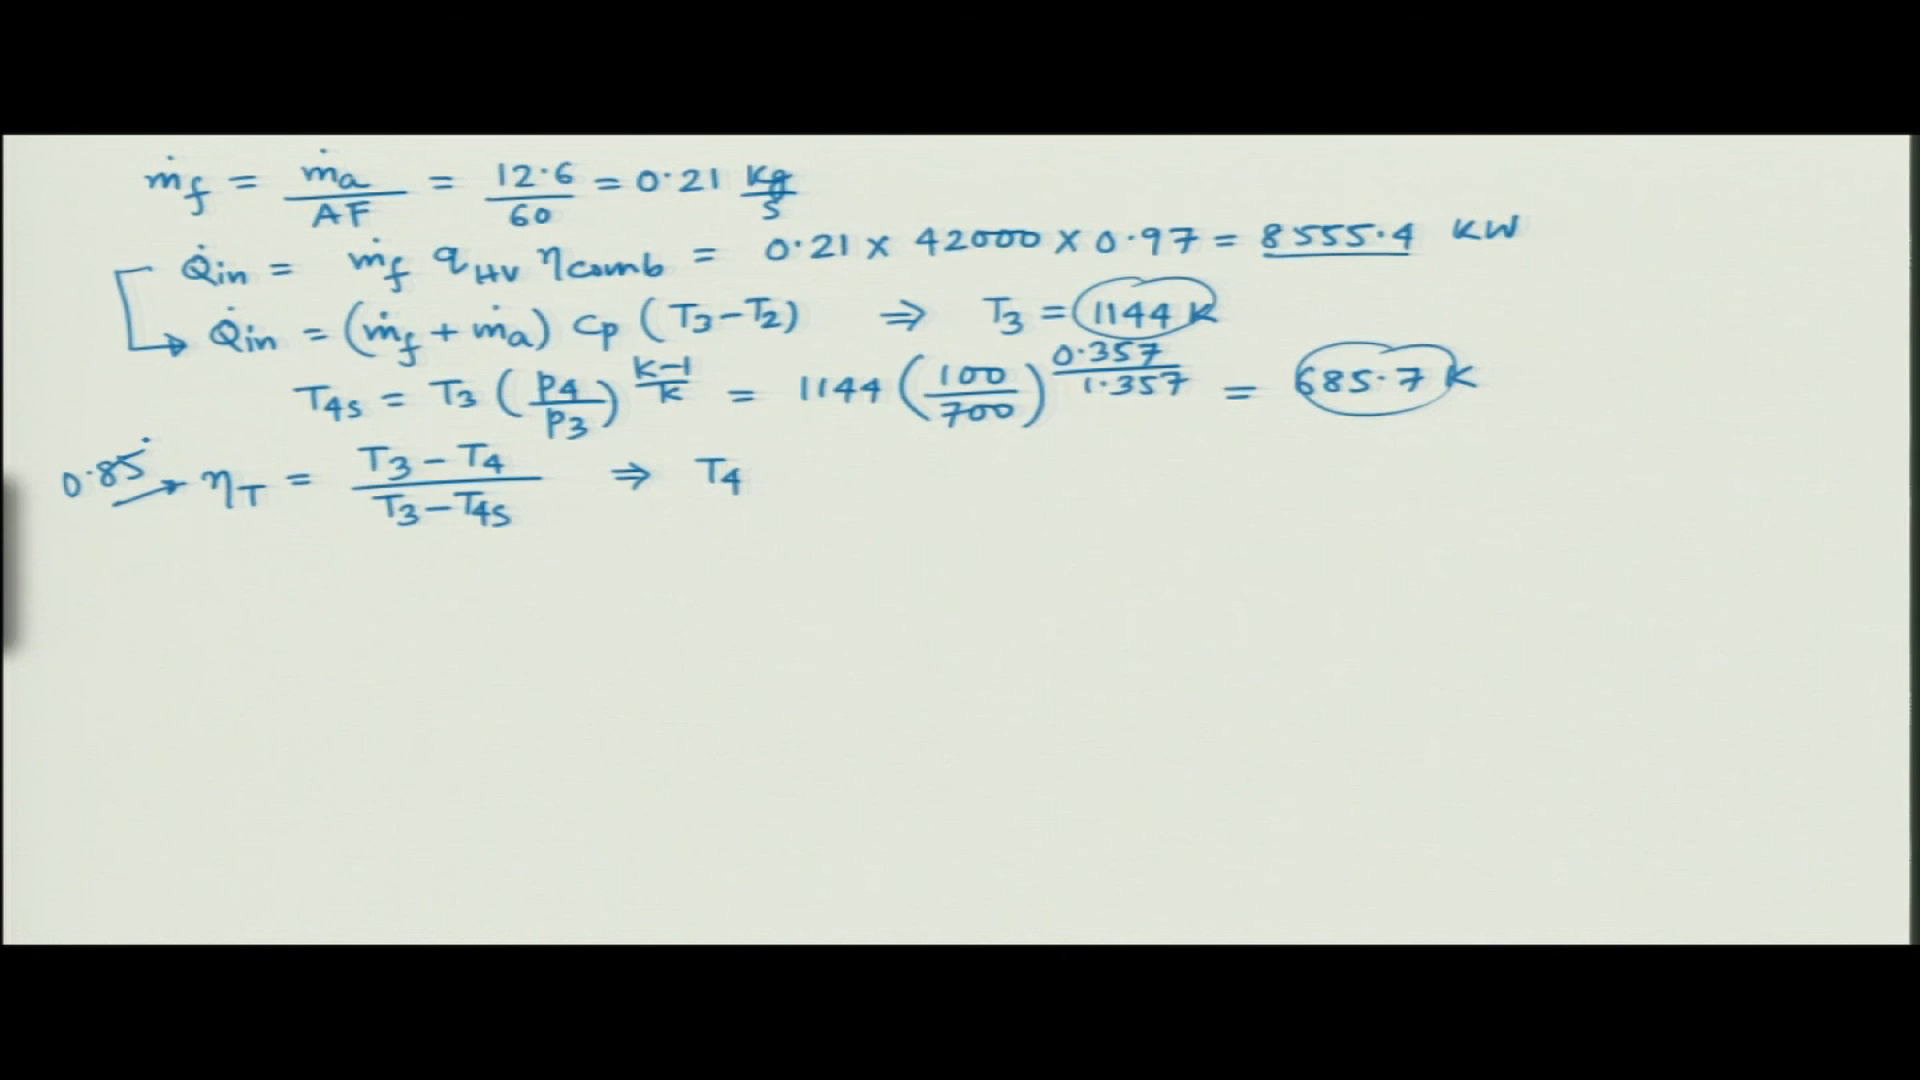 ṁf = ṁa/AF = 12.6/60 = 0.21 kg/s
Q̇in = ṁf qHV ηcomb = 0.21 x 42000 x 0.97 = 8555.4 kW
Q̇in = (ṁf + ṁa) cp (T3-T2) ⇒ T3 = 1144 K
T4s = T3 (P4/P3)^(k-1/k) = 1144 (100/700)^(0.357/1.357) = 685.7 K
0.85 → ηT = T3-T4/T3-T4s ⇒ T4